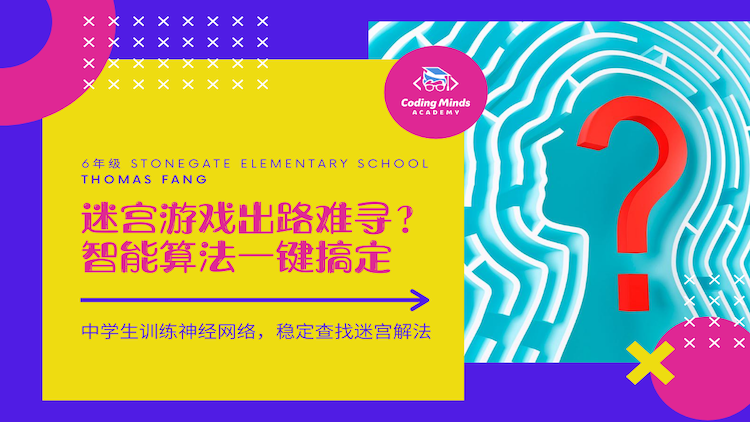 Coding Minds
ACADEMY
6年级 STONEGATE ELEMENTARY SCHOOL
THOMAS FANG
迷宫游戏出路难寻?
智能算法一键搞定
中学生训练神经网络，稳定查找迷宫解法